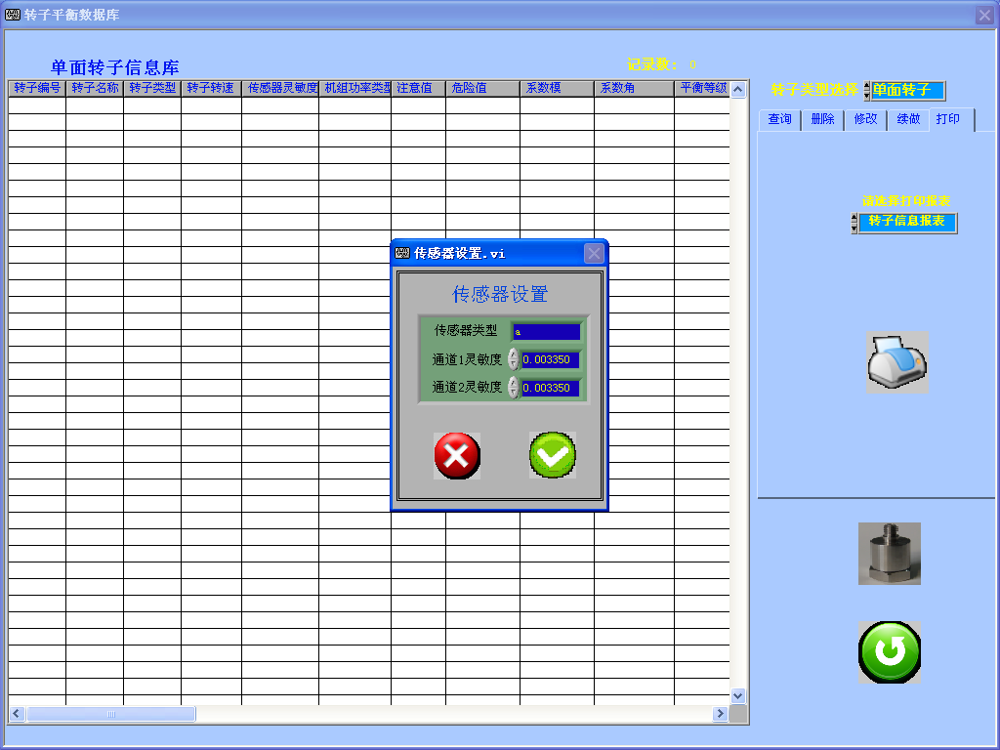 转子平衡数据库
单面转子信息库
记录数: 0
转子编号 转子名称 转子类型 转子转速 传感器灵敏度 机组功率类型 注意值 危险值 系数模 系数角 平衡等级
转子类型选择 单面转子
查询 删除 修改 续做 打印
请选择打印报表
转子信息报表
传感器设置.vi
传感器设置
传感器类型 a
通道1灵敏度 0.003350
通道2灵敏度 0.003350